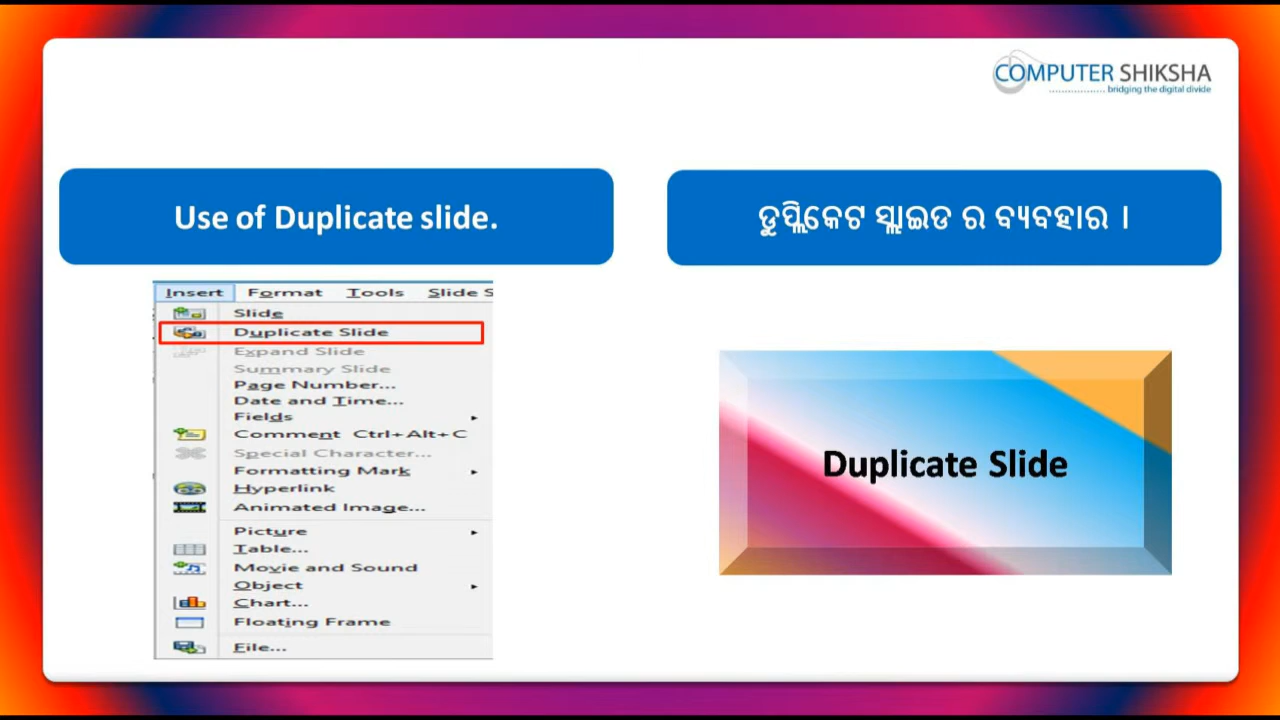 COMPUTER SHIKSHA
bridging the digital divide
Use of Duplicate slide.
ଡୁପ୍ଲିକେଟ ସ୍ଲାଇଡ ର ବ୍ୟବହାର ।
Insert Format Tools Slide S
Slide
Duplicate Slide
Expand Slide
Summary Slide
Page Number...
Date and Time...
Fields
Comment Ctrl+Alt+C
Special Character...
Formatting Mark
Hyperlink
Animated Image...
Picture
Table...
Movie and Sound
Object
Chart...
Floating Frame
File...
Duplicate Slide